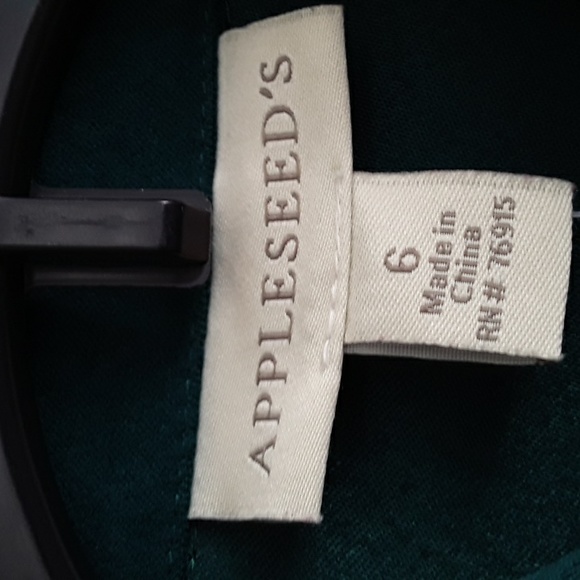 APPLESEED'S
6
Made in
China
RN# 76915